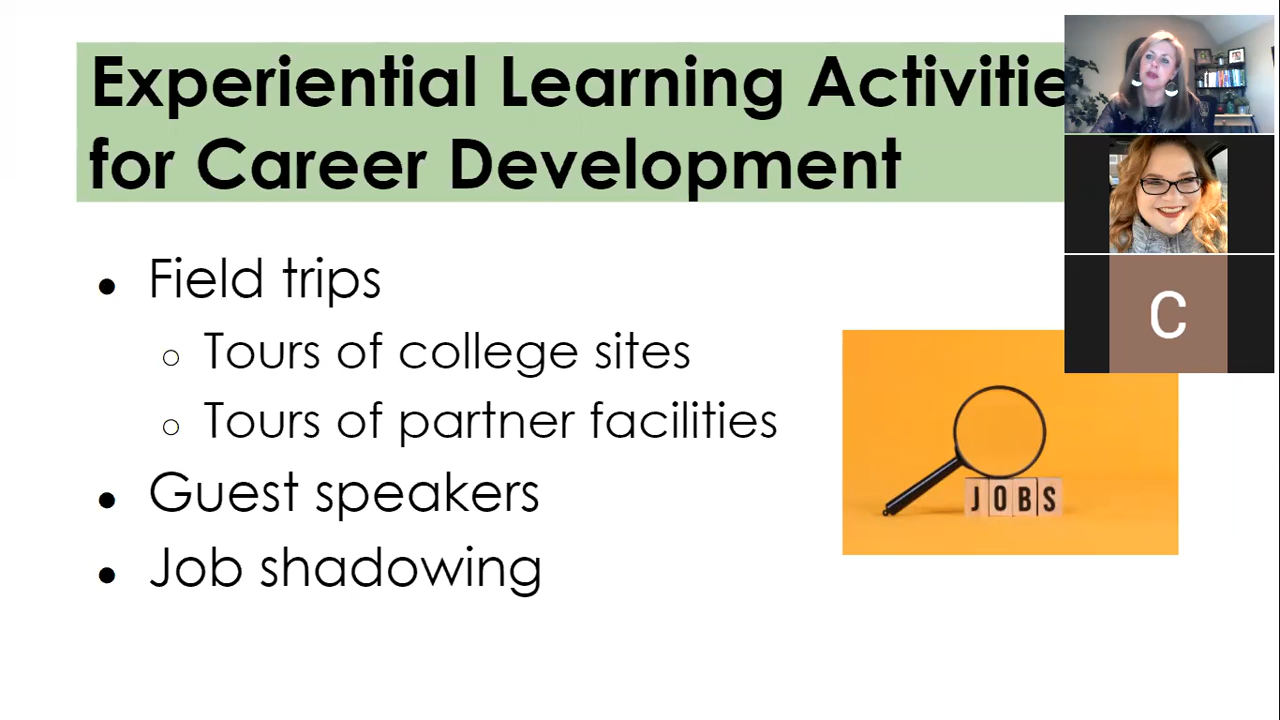 Experiential Learning Activitie
for Career Development
● Field trips
○ Tours of college sites
○ Tours of partner facilities
● Guest speakers
● Job shadowing
JOBS
C